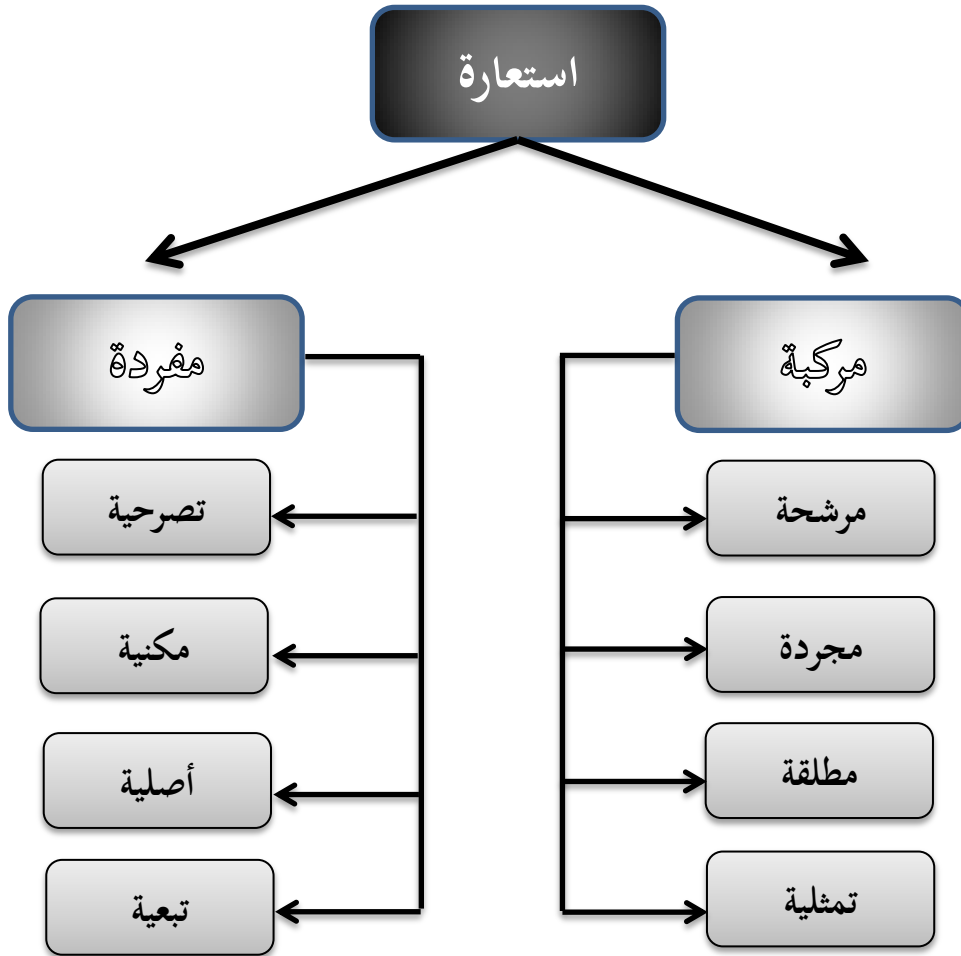 استعارة
مركبة
مفردة
مرشحة
تصرحية
مجردة
مكنية
مطلقة
أصلية
تمثلية
تبعية